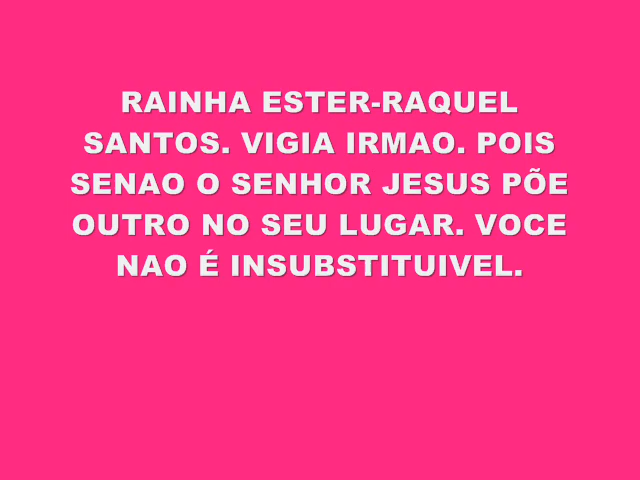 RAINHA ESTER-RAQUEL
SANTOS. VIGIA IRMAO. POIS
SENAO O SENHOR JESUS PÕE
OUTRO NO SEU LUGAR. VOCE
NAO É INSUBSTITUIVEL.